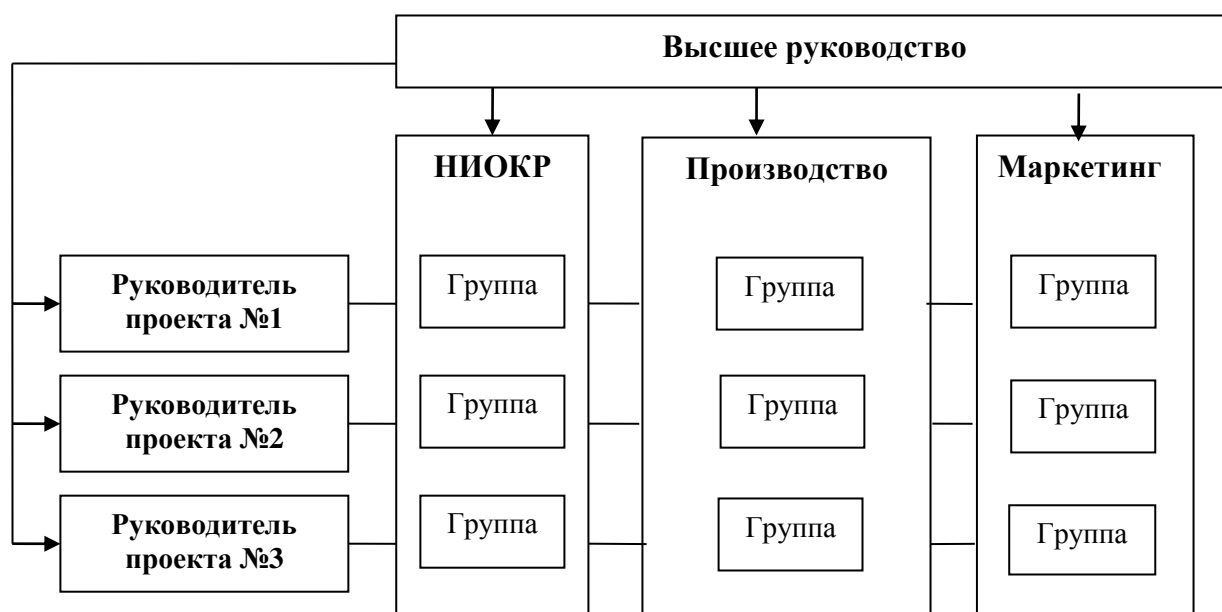 Высшее руководство
НИОКР
Производство
Маркетинг
Руководитель
проекта №1
Группа
Группа
Группа
Руководитель
проекта №2
Группа
Группа
Группа
Руководитель
проекта №3
Группа
Группа
Группа